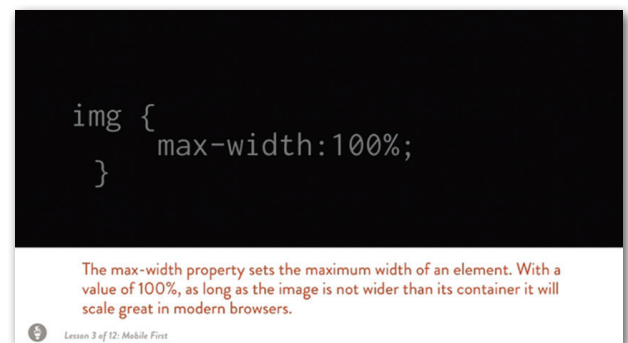 img {
max-width:100%;
}
The max-width property sets the maximum width of an element. With a
value of 100%, as long as the image is not wider than its container it will
scale great in modern browsers.
Lesson 3 of 12: Mobile First